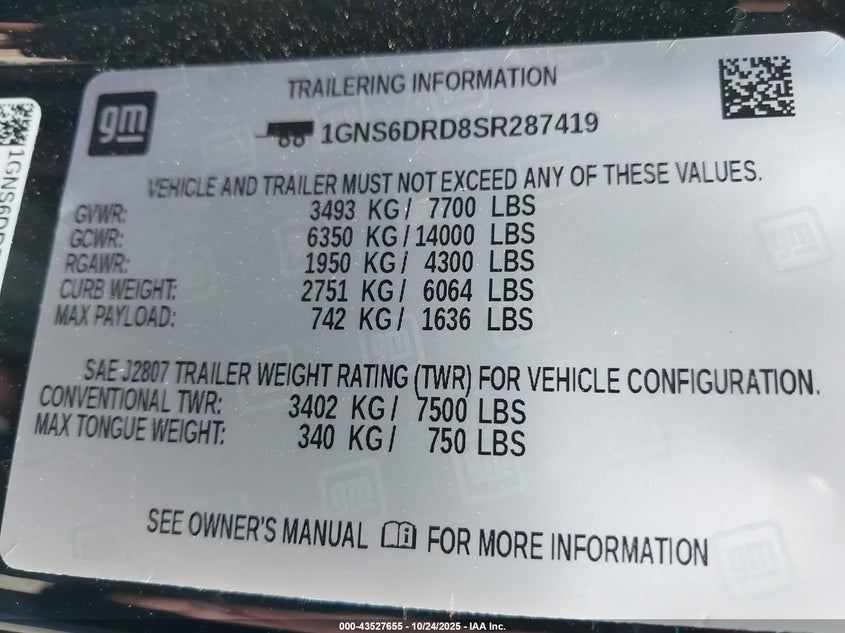 TRAILERING INFORMATION
gm
1GNS6DRD8SR287419
VEHICLE AND TRAILER MUST NOT EXCEED ANY OF THESE VALUES.
GVWR: 3493 KG / 7700 LBS
GCWR: 6350 KG / 14000 LBS
RGAWR: 1950 KG / 4300 LBS
CURB WEIGHT: 2751 KG / 6064 LBS
MAX PAYLOAD: 742 KG / 1636 LBS
SAE J2807 TRAILER WEIGHT RATING (TWR) FOR VEHICLE CONFIGURATION.
CONVENTIONAL TWR: 3402 KG / 7500 LBS
MAX TONGUE WEIGHT: 340 KG / 750 LBS
SEE OWNER'S MANUAL FOR MORE INFORMATION
000-43527655 - 10/24/2025 - IAA Inc.